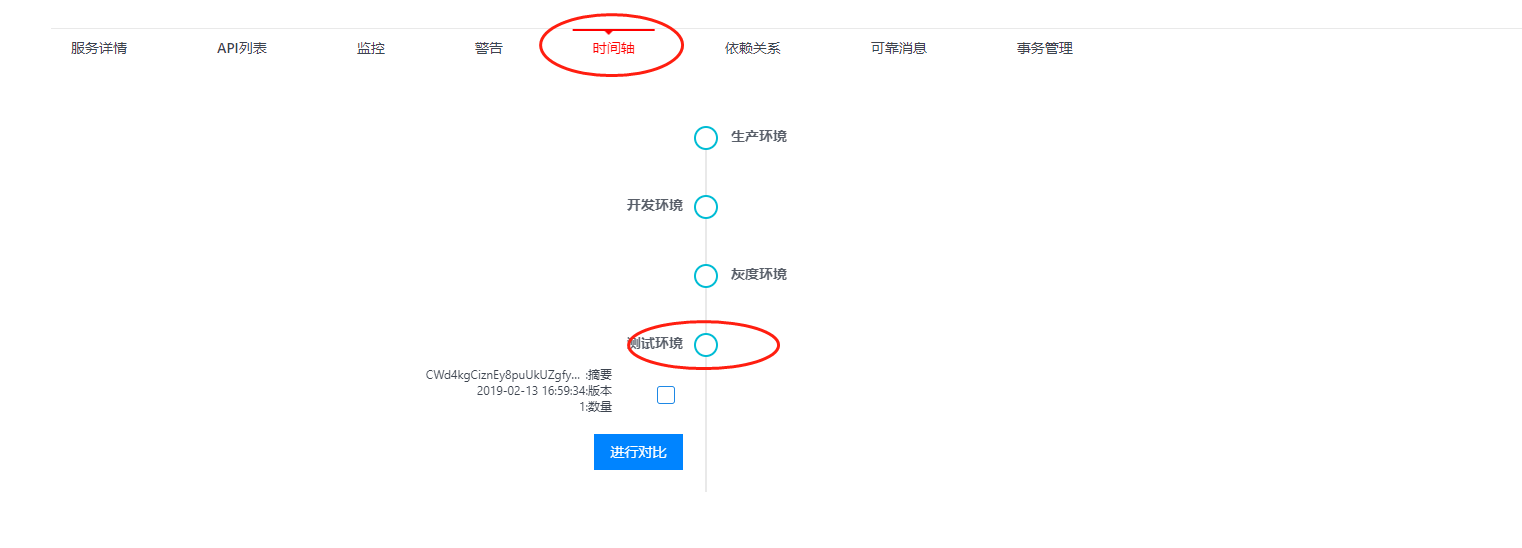 服务详情 API列表 监控 警告 时间轴 依赖关系 可靠消息 事务管理
生产环境
开发环境
灰度环境
测试环境
CWd4kgCiznEy8puUkUZgfy... :摘要
2019-02-13 16:59:34:版本
1:数量
进行对比